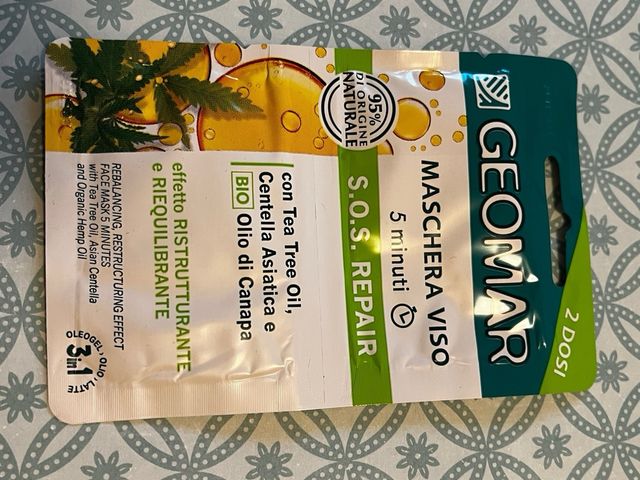 2 DOSI
GEOMAR
MASCHERA VISO
5 minuti
S.O.S. REPAIR
95%
DI ORIGINE
NATURALE
con Tea Tree Oil,
Centella Asiatica e
BIO Olio di Canapa
effetto RISTRUTTURANTE
e RIEQUILIBRANTE
REBALANCING, RESTRUCTURING EFFECT
FACE MASK 5 MINUTES
with Tea Tree Oil, Asian Centella
and Organic Hemp Oil
OLEOGEL, OLIO, LATTE
3in1